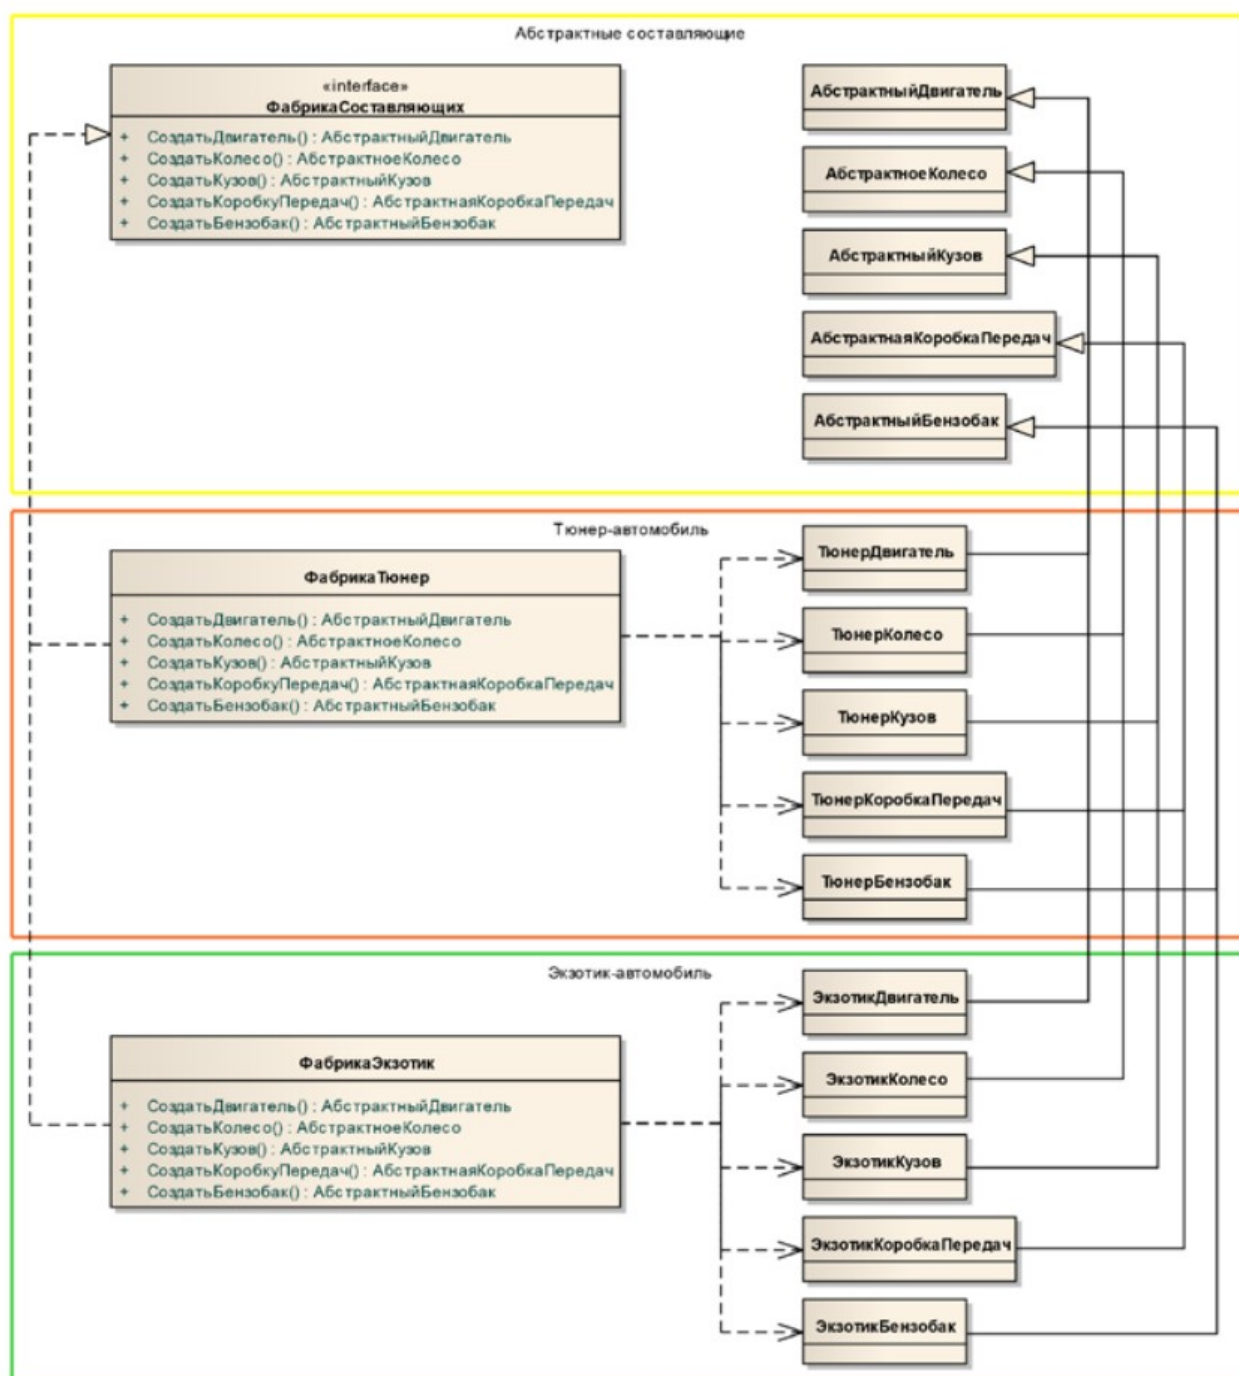 Абстрактные составляющие
«interface»
ФабрикаСоставляющих
+ СоздатьДвигатель() : АбстрактныйДвигатель
+ СоздатьКолесо() : АбстрактноеКолесо
+ СоздатьКузов() : АбстрактныйКузов
+ СоздатьКоробкуПередач() : АбстрактнаяКоробкаПередач
+ СоздатьБензобак() : АбстрактныйБензобак
АбстрактныйДвигатель
АбстрактноеКолесо
АбстрактныйКузов
АбстрактнаяКоробкаПередач
АбстрактныйБензобак
Тюнер-автомобиль
ФабрикаТюнер
+ СоздатьДвигатель() : АбстрактныйДвигатель
+ СоздатьКолесо() : АбстрактноеКолесо
+ СоздатьКузов() : АбстрактныйКузов
+ СоздатьКоробкуПередач() : АбстрактнаяКоробкаПередач
+ СоздатьБензобак() : АбстрактныйБензобак
ТюнерДвигатель
ТюнерКолесо
ТюнерКузов
ТюнерКоробкаПередач
ТюнерБензобак
Экзотик-автомобиль
ФабрикаЭкзотик
+ СоздатьДвигатель() : АбстрактныйДвигатель
+ СоздатьКолесо() : АбстрактноеКолесо
+ СоздатьКузов() : АбстрактныйКузов
+ СоздатьКоробкуПередач() : АбстрактнаяКоробкаПередач
+ СоздатьБензобак() : АбстрактныйБензобак
ЭкзотикДвигатель
ЭкзотикКолесо
ЭкзотикКузов
ЭкзотикКоробкаПередач
ЭкзотикБензобак